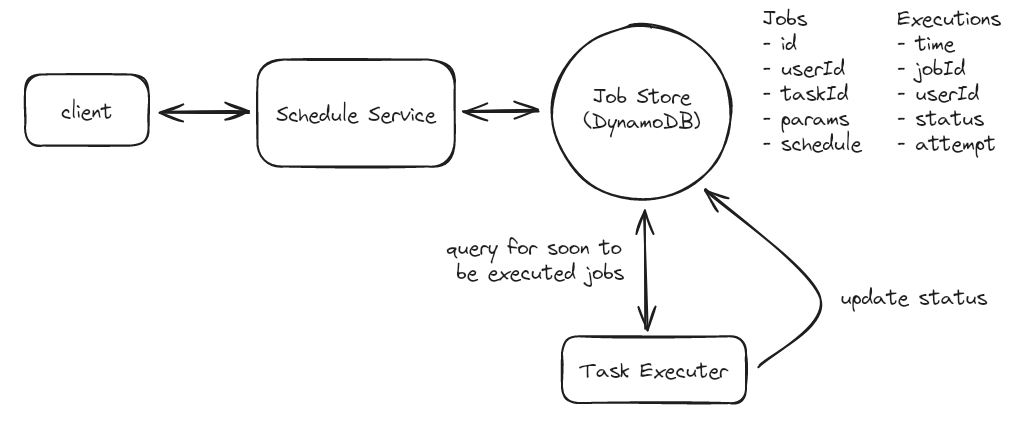 client
Schedule Service
Job Store
(DynamoDB)
Jobs
- id
- userId
- taskId
- params
- schedule
Executions
- time
- jobId
- userId
- status
- attempt
query for soon to
be executed jobs
update status
Task Executer